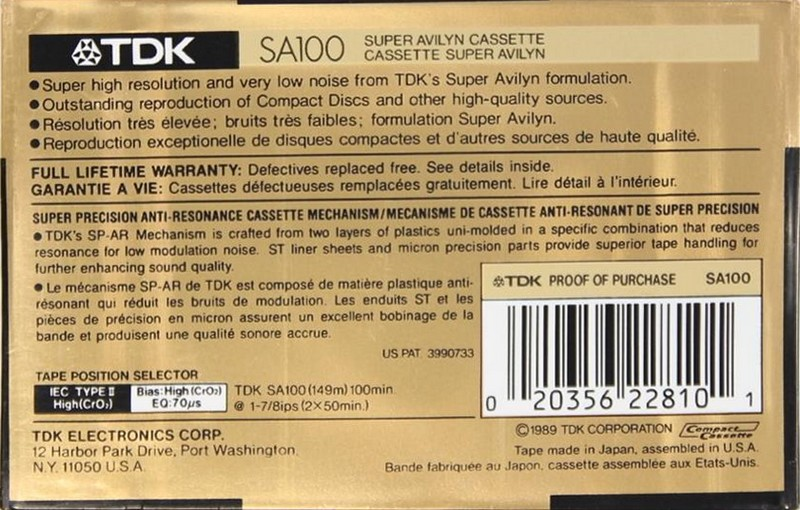 TDK SA100 SUPER AVILYN CASSETTE
CASSETTE SUPER AVILYN
●Super high resolution and very low noise from TDK's Super Avilyn formulation.
●Outstanding reproduction of Compact Discs and other high-quality sources.
●Résolution très élevée; bruits très faibles; formulation Super Avilyn.
●Reproduction exceptionelle de disques compactes et d'autres sources de haute qualité.
FULL LIFETIME WARRANTY: Defectives replaced free. See details inside.
GARANTIE A VIE: Cassettes défectueuses remplacées gratuitement. Lire détail à l'intérieur.
SUPER PRECISION ANTI-RESONANCE CASSETTE MECHANISM/MECANISME DE CASSETTE ANTI-RESONANT DE SUPER PRECISION
●TDK's SP-AR Mechanism is crafted from two layers of plastics uni-molded in a specific combination that reduces
resonance for low modulation noise. ST liner sheets and micron precision parts provide superior tape handling for
further enhancing sound quality.
●Le mécanisme SP-AR de TDK est composé de matière plastique anti-
résonant qui réduit les bruits de modulation. Les enduits ST et les
pièces de précision en micron assurent un excellent bobinage de la
bande et produisent une qualité sonore accrue.
US PAT. 3990733
TDK PROOF OF PURCHASE SA100
0 20356 22810 1
TAPE POSITION SELECTOR
IEC TYPE II
High(CrO₂)
Bias:High(CrO₂)
EQ:70μs
TDK SA100(149m)100min.
@ 1-7/8ips(2×50min.)
TDK ELECTRONICS CORP.
12 Harbor Park Drive, Port Washington,
N.Y. 11050 U.S.A.
©1989 TDK CORPORATION Compact Cassette
Tape made in Japan, assembled in U.S.A.
Bande fabriquée au Japon, cassette assemblée aux Etats-Unis.